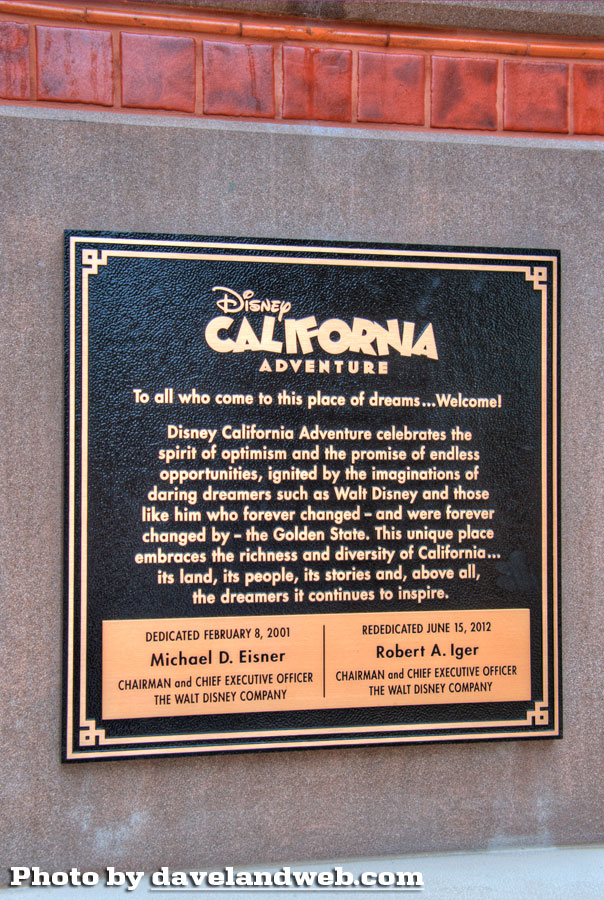 Disney
CALIFORNIA
ADVENTURE
To all who come to this place of dreams...Welcome!
Disney California Adventure celebrates the
spirit of optimism and the promise of endless
opportunities, ignited by the imaginations of
daring dreamers such as Walt Disney and those
like him who forever changed – and were forever
changed by – the Golden State. This unique place
embraces the richness and diversity of California...
its land, its people, its stories and, above all,
the dreamers it continues to inspire.
DEDICATED FEBRUARY 8, 2001
Michael D. Eisner
CHAIRMAN and CHIEF EXECUTIVE OFFICER
THE WALT DISNEY COMPANY
REDEDICATED JUNE 15, 2012
Robert A. Iger
CHAIRMAN and CHIEF EXECUTIVE OFFICER
THE WALT DISNEY COMPANY
Photo by davelandweb.com